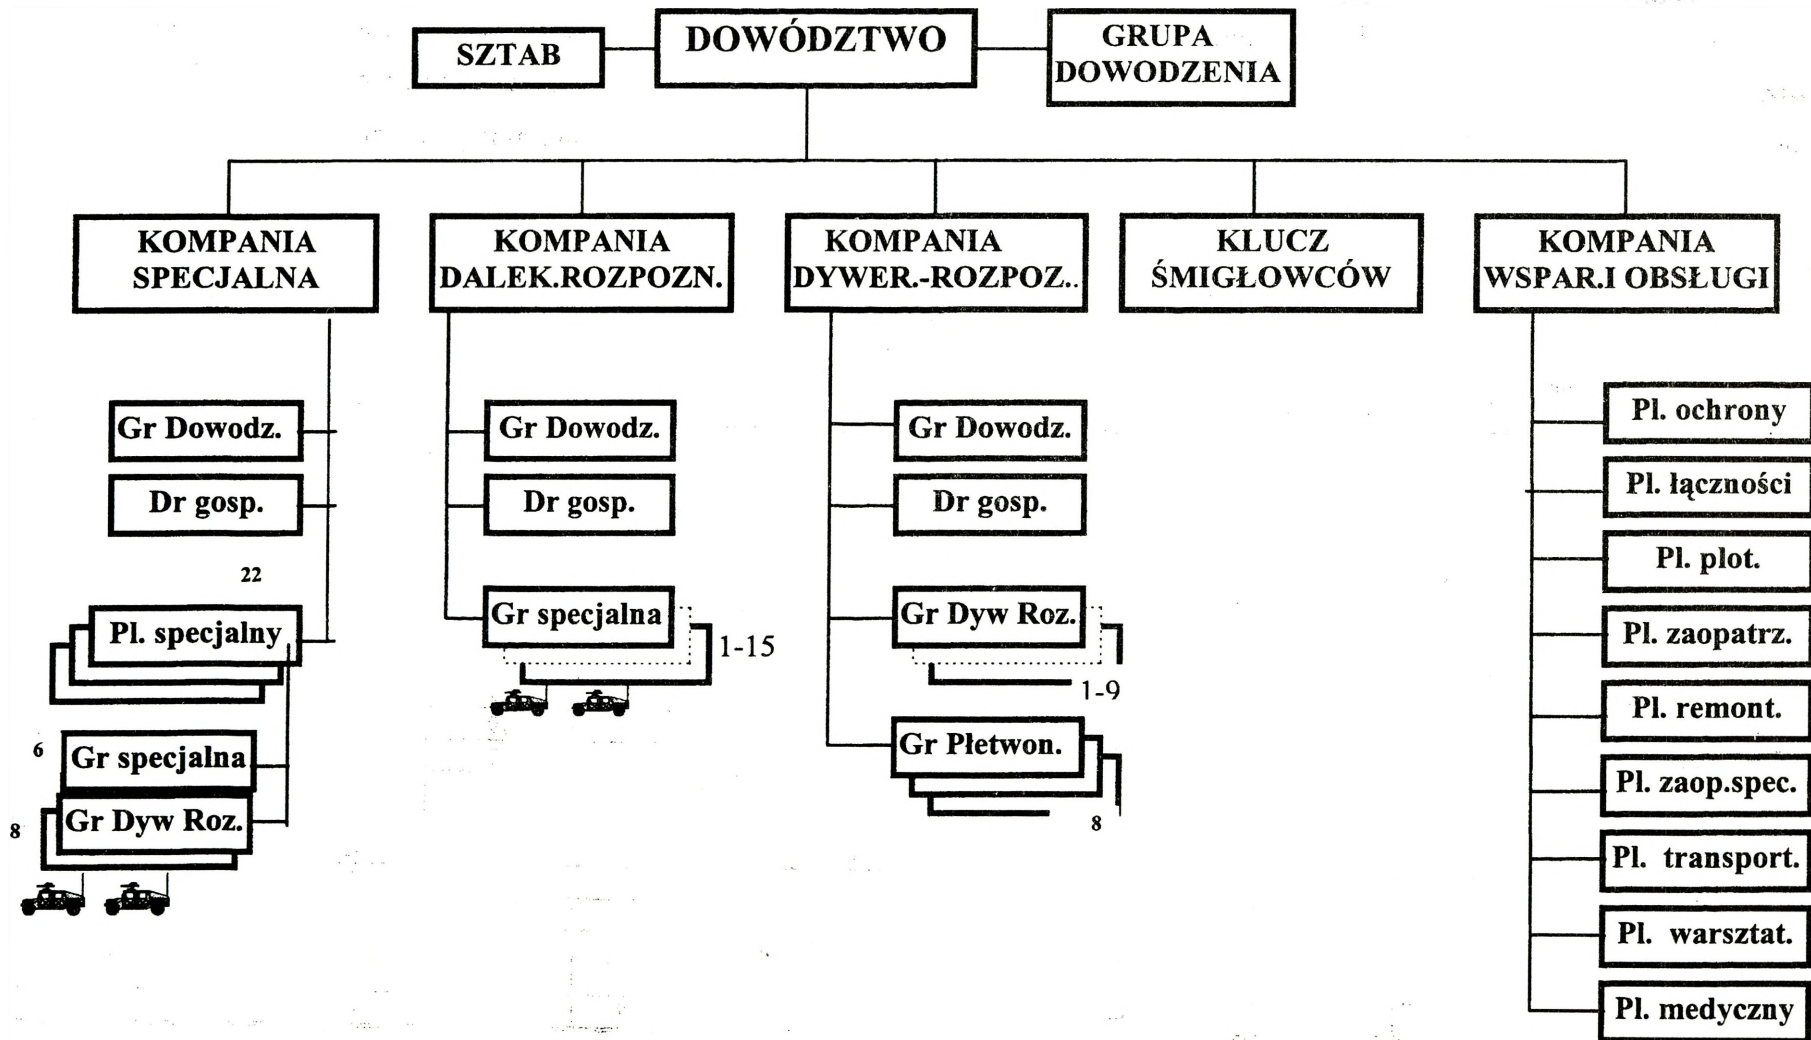 SZTAB
DOWÓDZTWO
GRUPA
DOWODZENIA
KOMPANIA
SPECJALNA
KOMPANIA
DALEK.ROZPOZN.
KOMPANIA
DYWER.-ROZPOZ..
KLUCZ
ŚMIGŁOWCÓW
KOMPANIA
WSPAR.I OBSŁUGI
Gr Dowodz.
Dr gosp.
22
Pl. specjalny
6
Gr specjalna
8
Gr Dyw Roz.
Gr Dowodz.
Dr gosp.
Gr specjalna
1-15
Gr Dowodz.
Dr gosp.
Gr Dyw Roz.
1-9
Gr Płetwon.
8
Pl. ochrony
Pl. łączności
Pl. plot.
Pl. zaopatrz.
Pl. remont.
Pl. zaop.spec.
Pl. transport.
Pl. warsztat.
Pl. medyczny